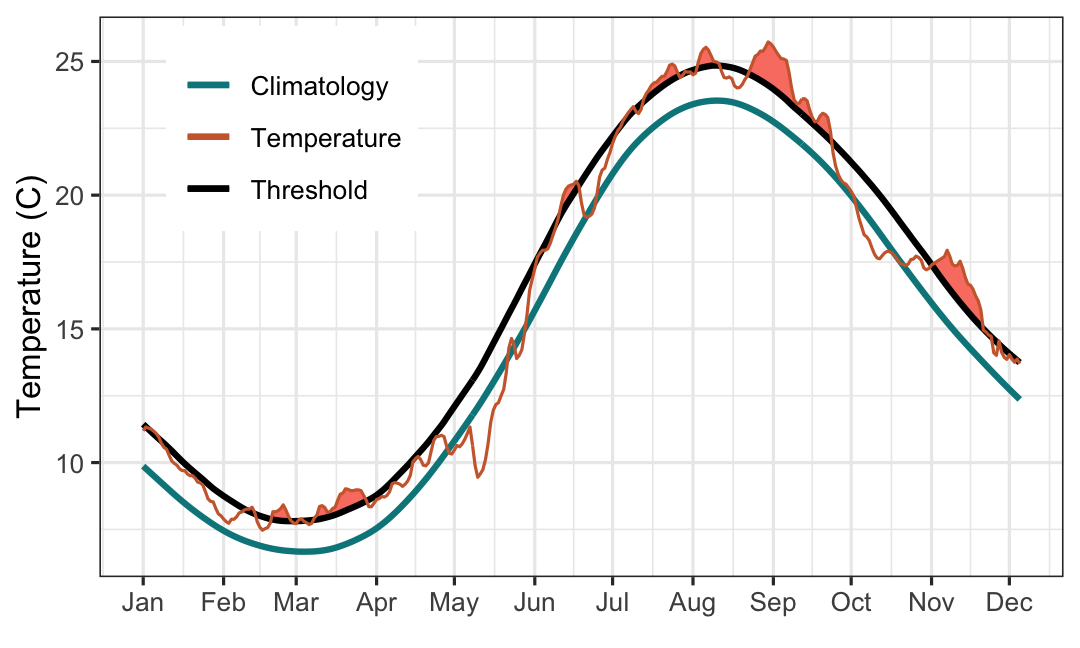 Temperature (C)
25
20
15
10
Climatology
Temperature
Threshold
Jan Feb Mar Apr May Jun Jul Aug Sep Oct Nov Dec